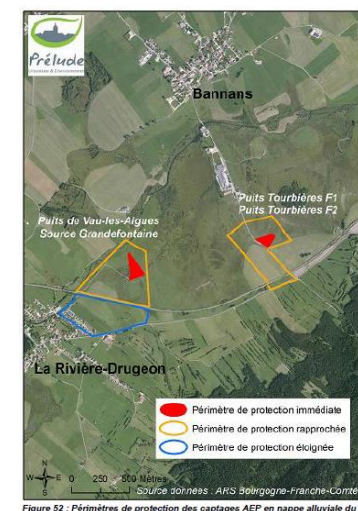 Prélude
Bannans
Puits Tourbières F1
Puits Tourbières F2
Puits de Vau-les-Aigues
Source Grandefontaine
La Rivière-Drugeon
Périmètre de protection immédiate
Périmètre de protection rapprochée
Périmètre de protection éloignée
N
W E
S
0 250 500 Mètres
Source données : ARS Bourgogne-Franche-Comté
Figure 52 : Périmètres de protection des captages AEP en nappe alluviale du